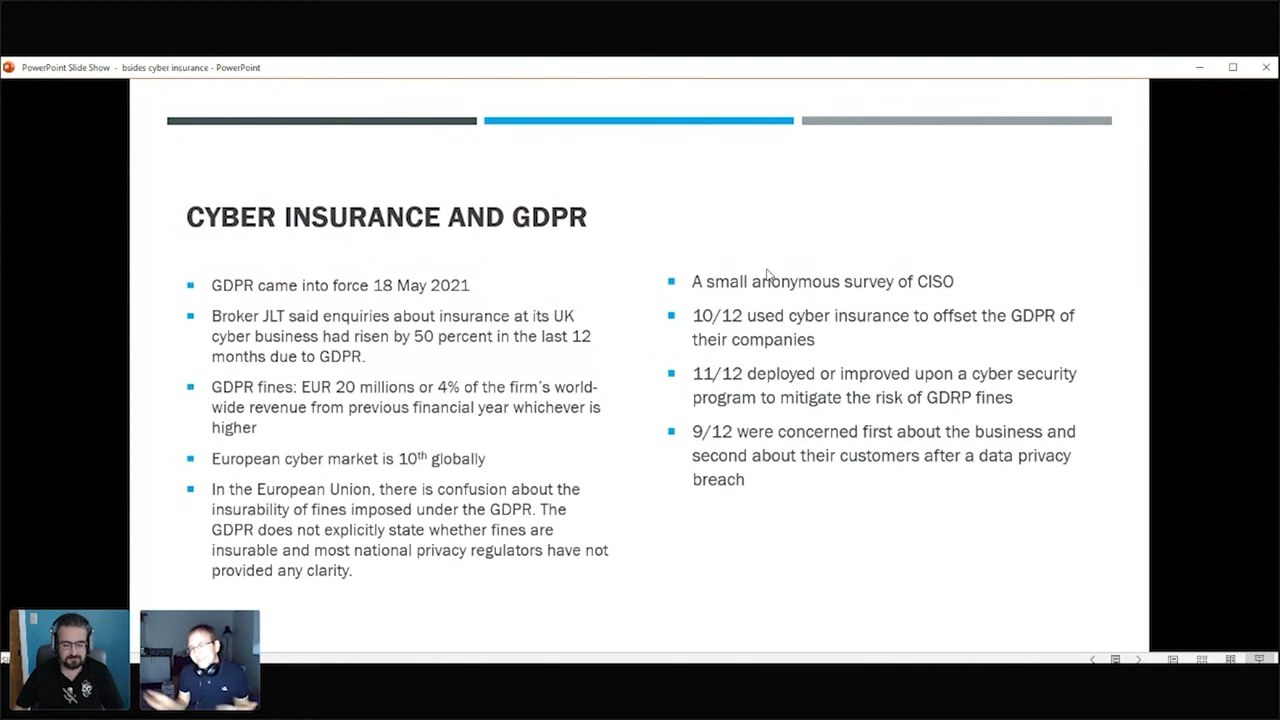 PowerPoint Slide Show - bsides cyber insurance - PowerPoint
CYBER INSURANCE AND GDPR
GDPR came into force 18 May 2021
Broker JLT said enquiries about insurance at its UK
cyber business had risen by 50 percent in the last 12
months due to GDPR.
GDPR fines: EUR 20 millions or 4% of the firm's world-
wide revenue from previous financial year whichever is
higher
European cyber market is 10th globally
In the European Union, there is confusion about the
insurability of fines imposed under the GDPR. The
GDPR does not explicitly state whether fines are
insurable and most national privacy regulators have not
provided any clarity.
A small anonymous survey of CISO
10/12 used cyber insurance to offset the GDPR of
their companies
11/12 deployed or improved upon a cyber security
program to mitigate the risk of GDRP fines
9/12 were concerned first about the business and
second about their customers after a data privacy
breach